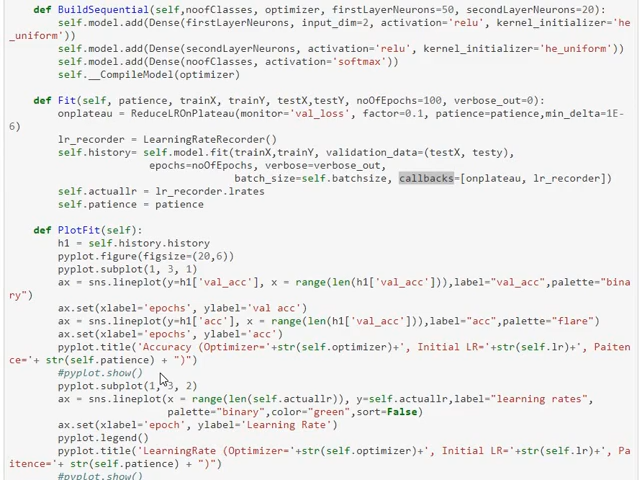 def BuildSequential(self,noofClasses, optimizer, firstLayerNeurons=50, secondLayerNeurons=20):
self.model.add(Dense(firstLayerNeurons, input_dim=2, activation='relu', kernel_initializer='he
_uniform'))
self.model.add(Dense(secondLayerNeurons, activation='relu', kernel_initializer='he_uniform'))
self.model.add(Dense(noofClasses, activation='softmax'))
self.__CompileModel(optimizer)
def Fit(self, patience, trainX, trainY, testX,testY, noOfEpochs=100, verbose_out=0):
onplateau = ReduceLROnPlateau(monitor='val_loss', factor=0.1, patience=patience,min_delta=1E-
6)
lr_recorder = LearningRateRecorder()
self.history= self.model.fit(trainX,trainY, validation_data=(testX, testy),
epochs=noOfEpochs, verbose=verbose_out,
batch_size=self.batchsize, callbacks=[onplateau, lr_recorder])
self.actuallr = lr_recorder.lrates
self.patience = patience
def PlotFit(self):
h1 = self.history.history
pyplot.figure(figsize=(20,6))
pyplot.subplot(1, 3, 1)
ax = sns.lineplot(y=h1['val_acc'], x = range(len(h1['val_acc'])),label="val_acc",palette="bina
ry")
ax.set(xlabel='epochs', ylabel='val acc')
ax = sns.lineplot(y=h1['acc'], x = range(len(h1['val_acc'])),label="acc",palette="flare")
ax.set(xlabel='epochs', ylabel='acc')
pyplot.title('Accuracy (Optimizer='+str(self.optimizer)+', Initial LR='+str(self.lr)+', Paiten
ce='+ str(self.patience) + ")")
#pyplot.show()
pyplot.subplot(1, 3, 2)
ax = sns.lineplot(x = range(len(self.actuallr)), y=self.actuallr,label="learning rates",
palette="binary",color="green",sort=False)
ax.set(xlabel='epoch', ylabel='Learning Rate')
pyplot.legend()
pyplot.title('LearningRate (Optimizer='+str(self.optimizer)+', Initial LR='+str(self.lr)+', Pa
itence='+ str(self.patience) + ")")
#pyplot.show()